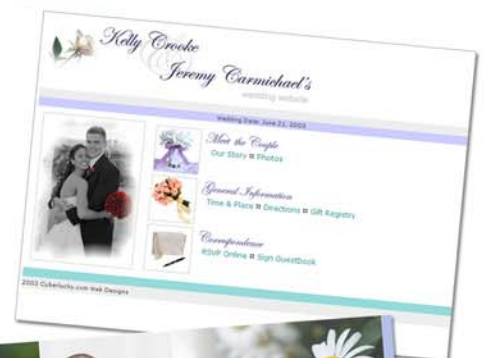 Kelly Crooke
&
Jeremy Carmichael's
wedding website
Wedding Date: June 21, 2003
Meet the Couple
Our Story ¤ Photos
General Information
Time & Place ¤ Directions ¤ Gift Registry
Correspondence
RSVP Online ¤ Sign Guestbook
2003 Cyberlucky.com Web Designs